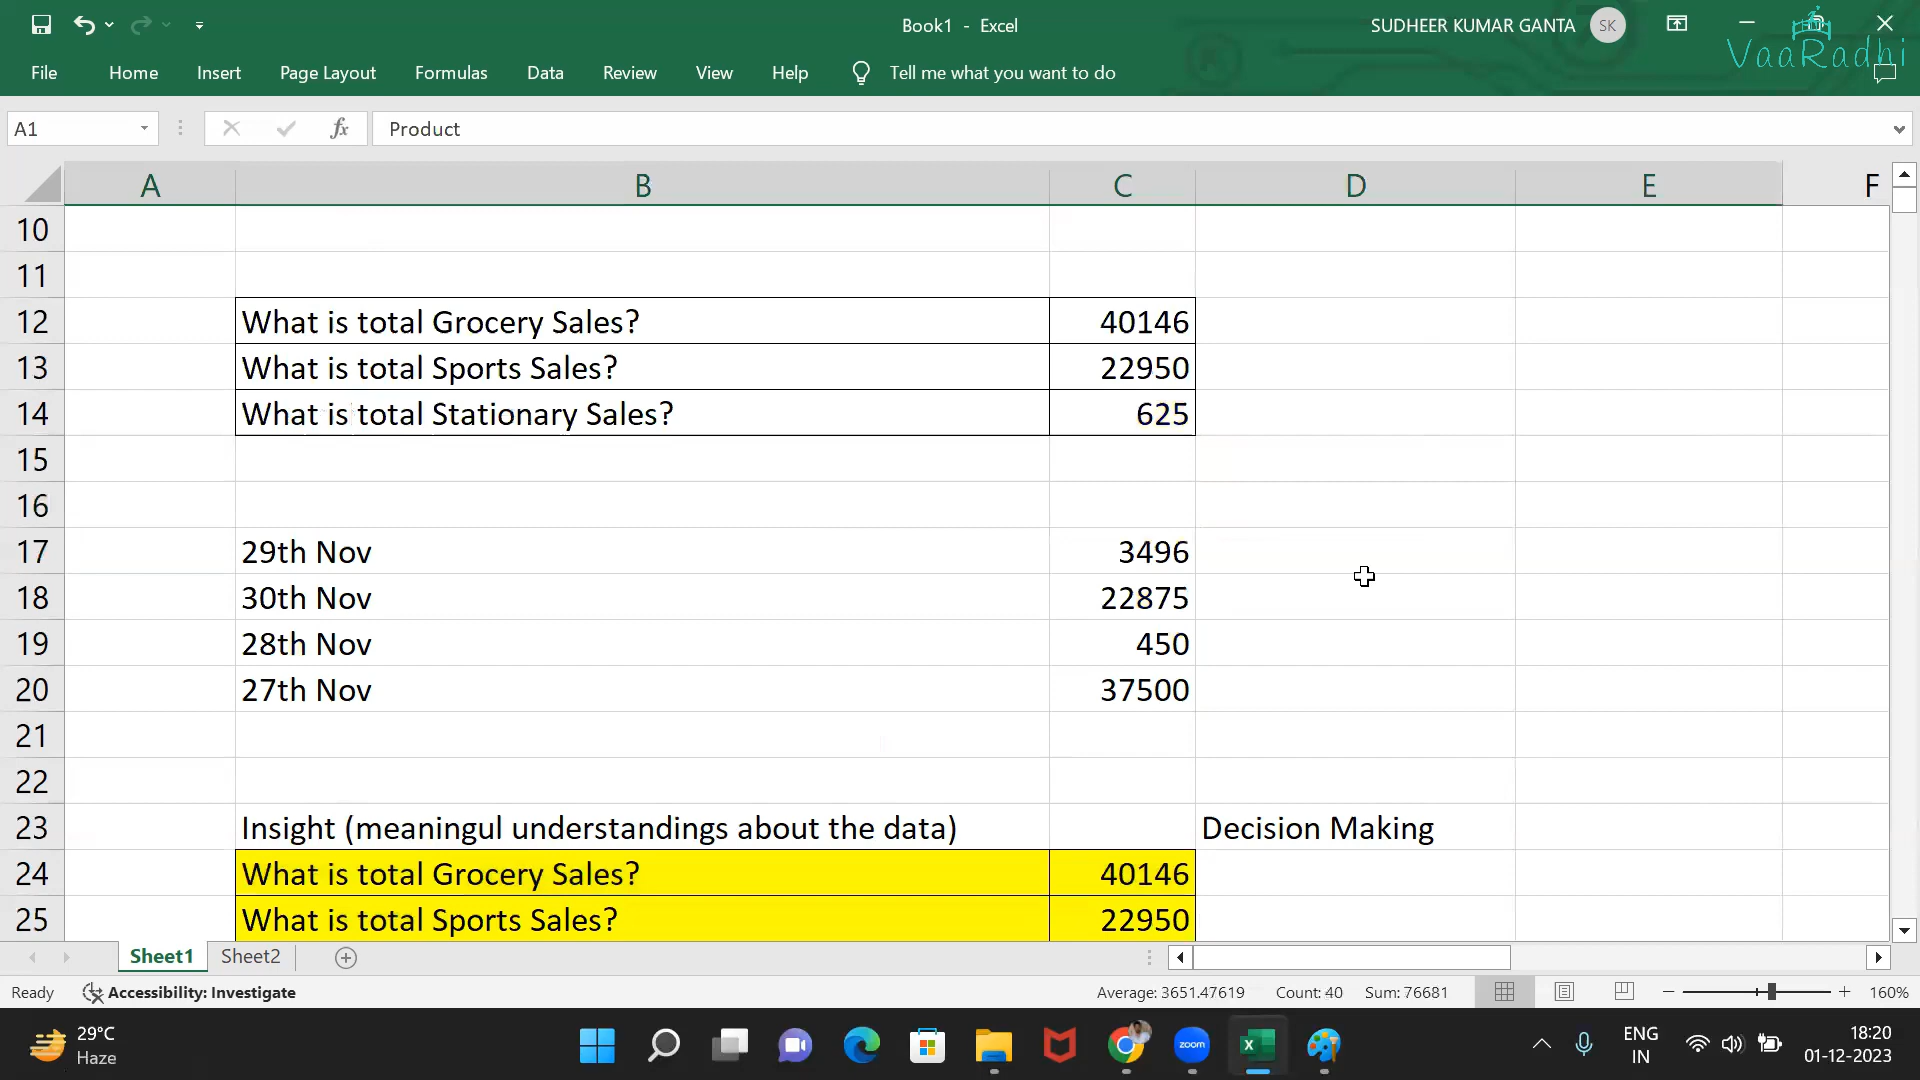 Book1 - Excel
SUDHEER KUMAR GANTA
SK
VaaRadhi
File Home Insert Page Layout Formulas Data Review View Help Tell me what you want to do
A1
fx
Product
A B C D E F
10
11
12 What is total Grocery Sales? 40146
13 What is total Sports Sales? 22950
14 What is total Stationary Sales? 625
15
16
17 29th Nov 3496
18 30th Nov 22875
19 28th Nov 450
20 27th Nov 37500
21
22
23 Insight (meaningul understandings about the data) Decision Making
24 What is total Grocery Sales? 40146
25 What is total Sports Sales? 22950
Sheet1 Sheet2
Ready Accessibility: Investigate Average: 3651.47619 Count: 40 Sum: 76681 160%
29°C
Haze
zoom
ENG
IN
18:20
01-12-2023